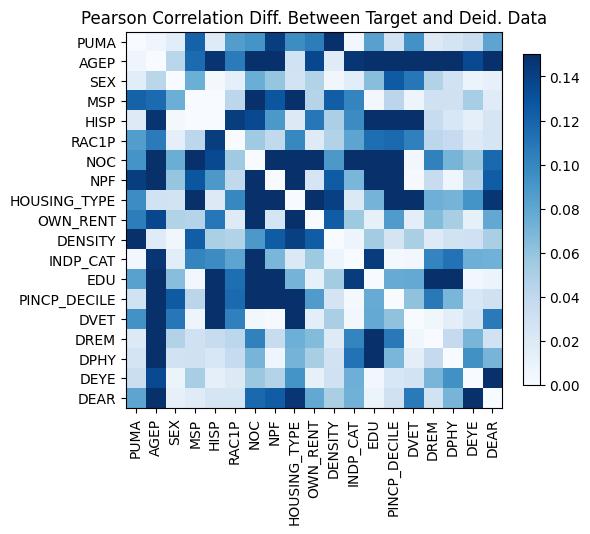 Pearson Correlation Diff. Between Target and Deid. Data
PUMA
AGEP
SEX
MSP
HISP
RAC1P
NOC
NPF
HOUSING_TYPE
OWN_RENT
DENSITY
INDP_CAT
EDU
PINCP_DECILE
DVET
DREM
DPHY
DEYE
DEAR
PUMA
AGEP
SEX
MSP
HISP
RAC1P
NOC
NPF
HOUSING_TYPE
OWN_RENT
DENSITY
INDP_CAT
EDU
PINCP_DECILE
DVET
DREM
DPHY
DEYE
DEAR
0.14
0.12
0.10
0.08
0.06
0.04
0.02
0.00